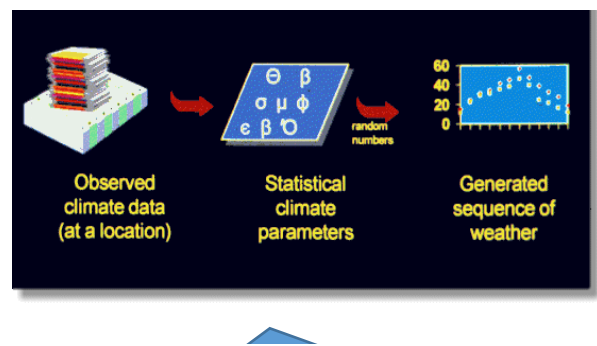 Θ β
σ μ ϕ
ε β
random
numbers
60
40
20
0
Observed
climate data
(at a location)
Statistical
climate
parameters
Generated
sequence of
weather